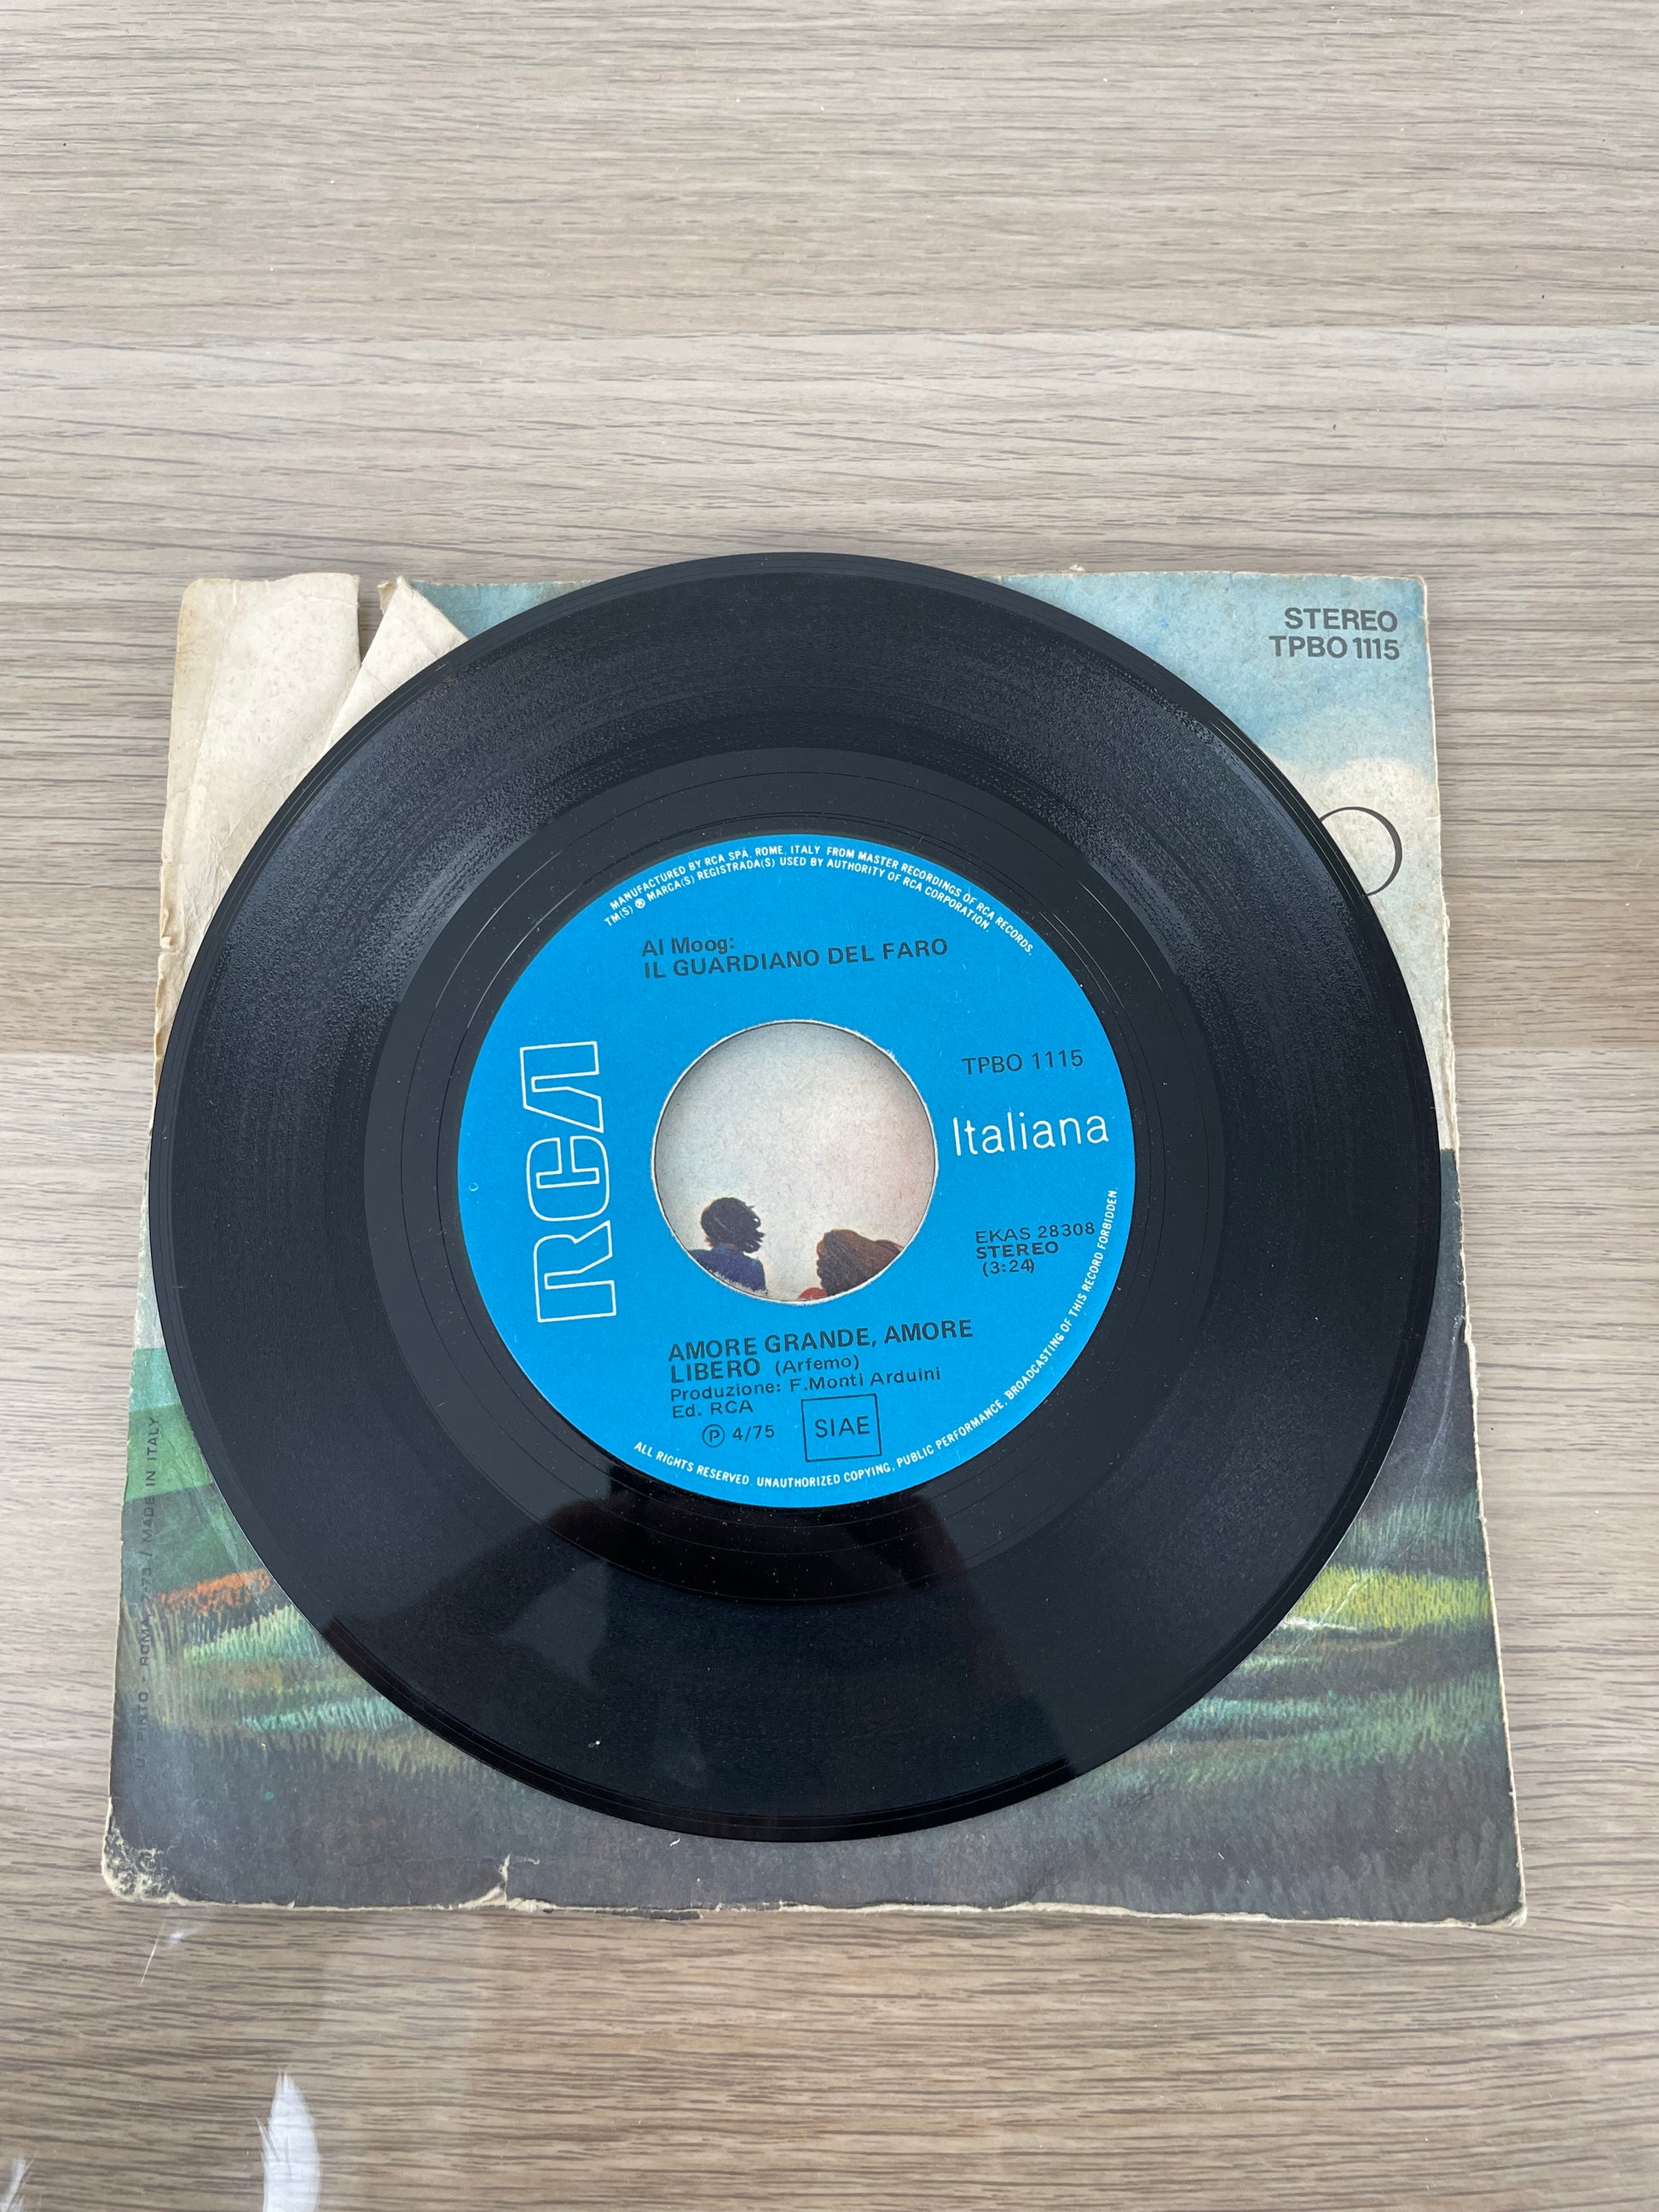 STEREO
TPBO 1115
O
MANUFACTURED BY RCA SPA, ROME, ITALY FROM MASTER RECORDINGS OF RCA RECORDS.
TM(S) ® MARCA(S) REGISTRADA(S) USED BY AUTHORITY OF RCA CORPORATION.
Al Moog:
IL GUARDIANO DEL FARO
RCA
TPBO 1115
Italiana
EKAS 28308
STEREO
(3:24)
AMORE GRANDE, AMORE
LIBERO (Arfemo)
Produzione: F.Monti Arduini
Ed. RCA
Ⓟ 4/75
SIAE
ALL RIGHTS RESERVED. UNAUTHORIZED COPYING, PUBLIC PERFORMANCE, BROADCASTING OF THIS RECORD FORBIDDEN.
PINTO - ROMA / MADE IN ITALY